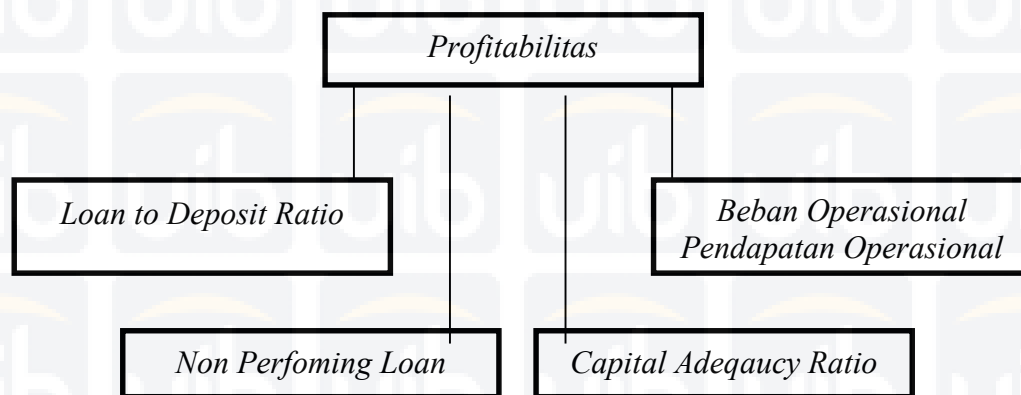 Profitabilitas
Loan to Deposit Ratio
Beban Operasional
Pendapatan Operasional
Non Perfoming Loan
Capital Adeqaucy Ratio